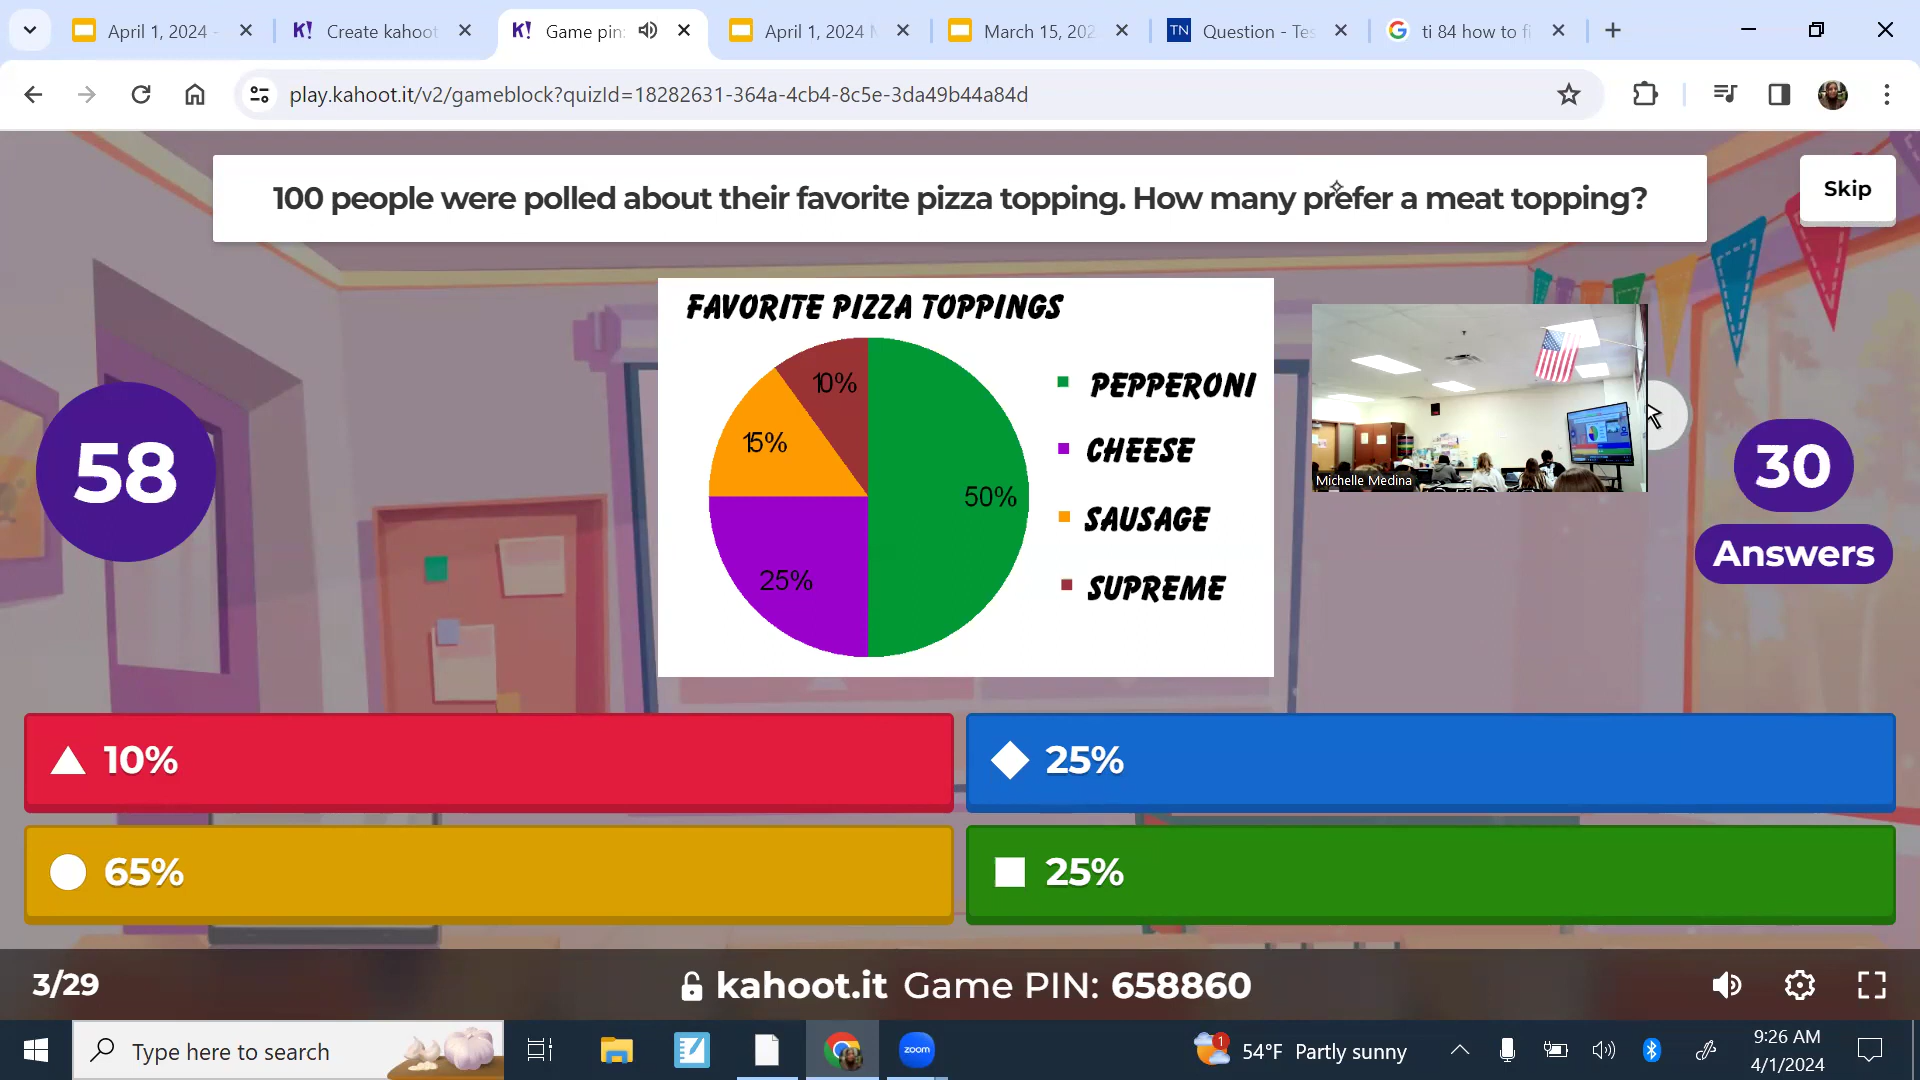 April 1, 2024 -
Create kahoot
Game pin:
April 1, 2024 M
March 15, 202
TN
Question - Tes
ti 84 how to fi
play.kahoot.it/v2/gameblock?quizId=18282631-364a-4cb4-8c5e-3da49b44a84d
100 people were polled about their favorite pizza topping. How many prefer a meat topping?
Skip
FAVORITE PIZZA TOPPINGS
10%
15%
50%
25%
PEPPERONI
CHEESE
SAUSAGE
SUPREME
Michelle Medina
58
30
Answers
10%
25%
65%
25%
3/29
kahoot.it Game PIN: 658860
Type here to search
zoom
1
54°F Partly sunny
9:26 AM
4/1/2024